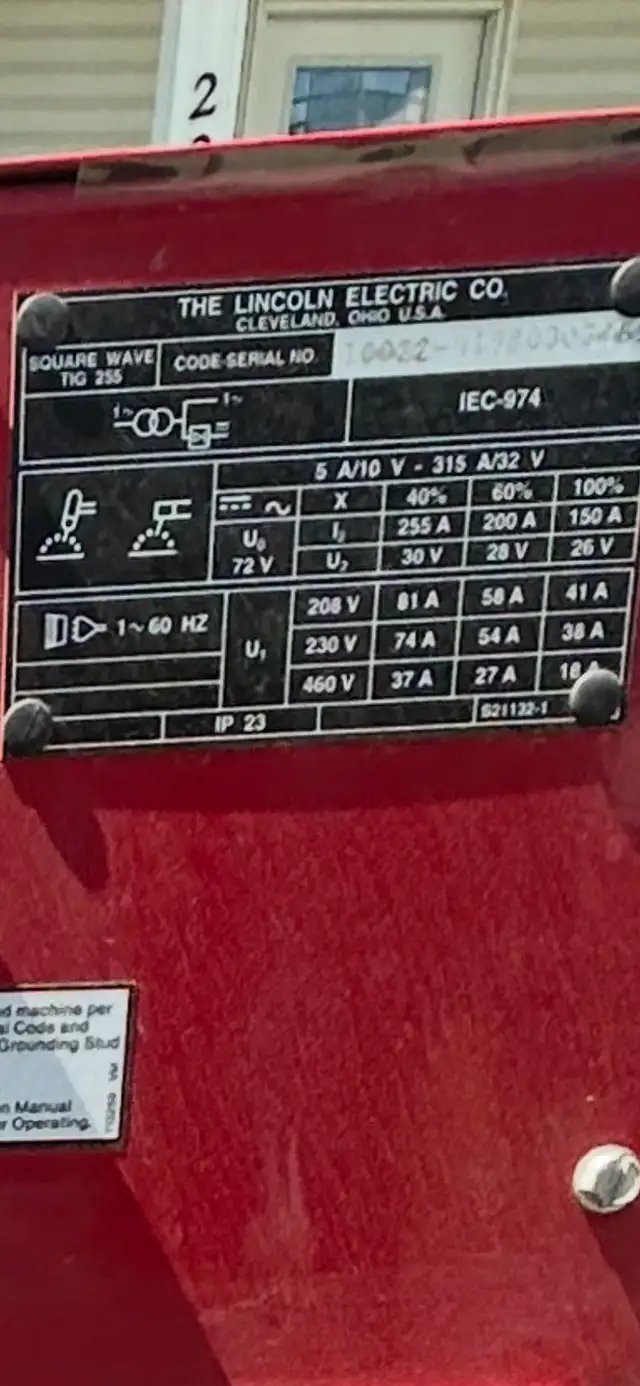 2
THE LINCOLN ELECTRIC CO.
CLEVELAND, OHIO U.S.A.
SQUARE WAVE
TIG 255
CODE-SERIAL NO.
1~ 1~
IEC-974
5 A/10 V - 315 A/32 V
X 40% 60% 100%
U₀ I₂ 255 A 200 A 150 A
72 V U₂ 30 V 28 V 26 V
1~60 HZ
U₁
208 V 81 A 58 A 41 A
230 V 74 A 54 A 38 A
460 V 37 A 27 A
IP 23
S21132-1
machine per
Code and
Grounding Stud
Manual
Operating.